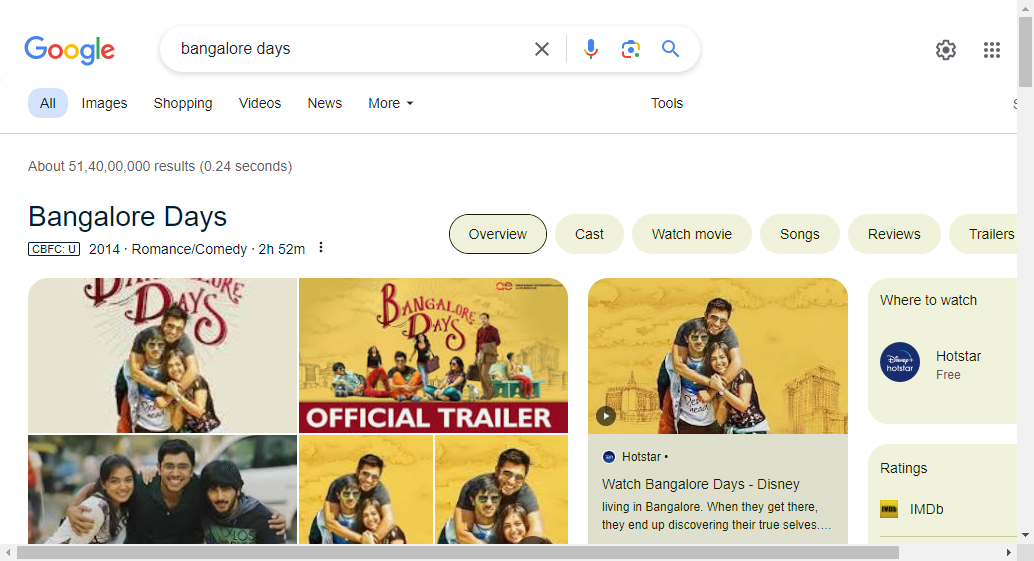 Google
bangalore days
All Images Shopping Videos News More Tools
About 51,40,00,000 results (0.24 seconds)
Bangalore Days
CBFC: U 2014 · Romance/Comedy · 2h 52m
Overview Cast Watch movie Songs Reviews Trailers
BANGALORE DAYS
BANGALORE DAYS
OFFICIAL TRAILER
Where to watch
Disney+ hotstar
Hotstar
Free
Hotstar •
Watch Bangalore Days - Disney
living in Bangalore. When they get there,
they end up discovering their true selves....
Ratings
IMDb IMDb